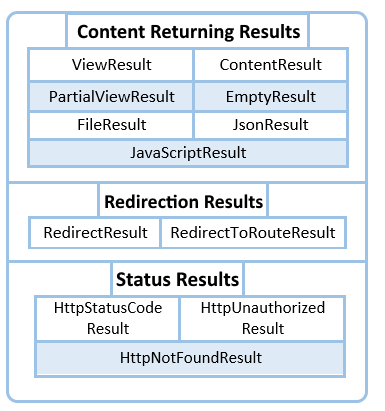 Content Returning Results
ViewResult ContentResult
PartialViewResult EmptyResult
FileResult JsonResult
JavaScriptResult
Redirection Results
RedirectResult RedirectToRouteResult
Status Results
HttpStatusCode
Result
HttpUnauthorized
Result
HttpNotFoundResult